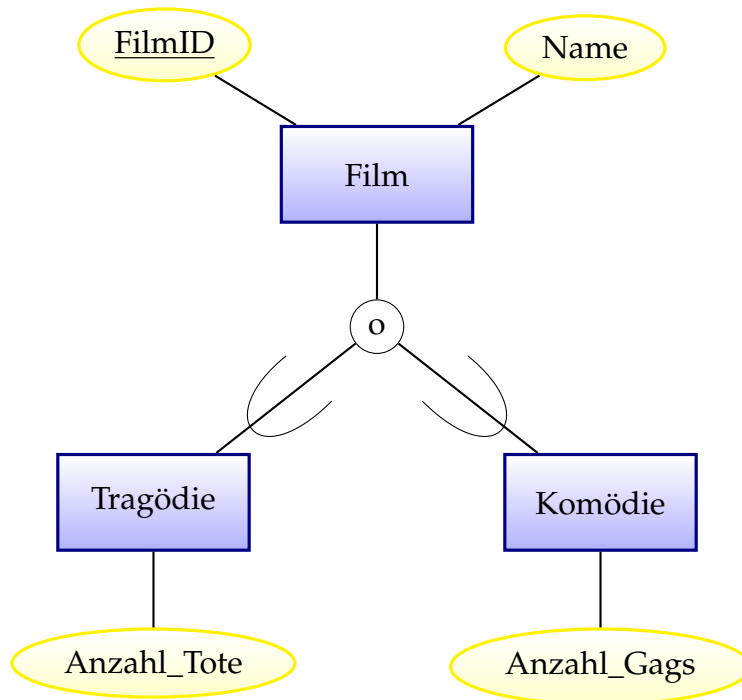 FilmID
Name
Film
o
Tragödie
Komödie
Anzahl_Tote
Anzahl_Gags